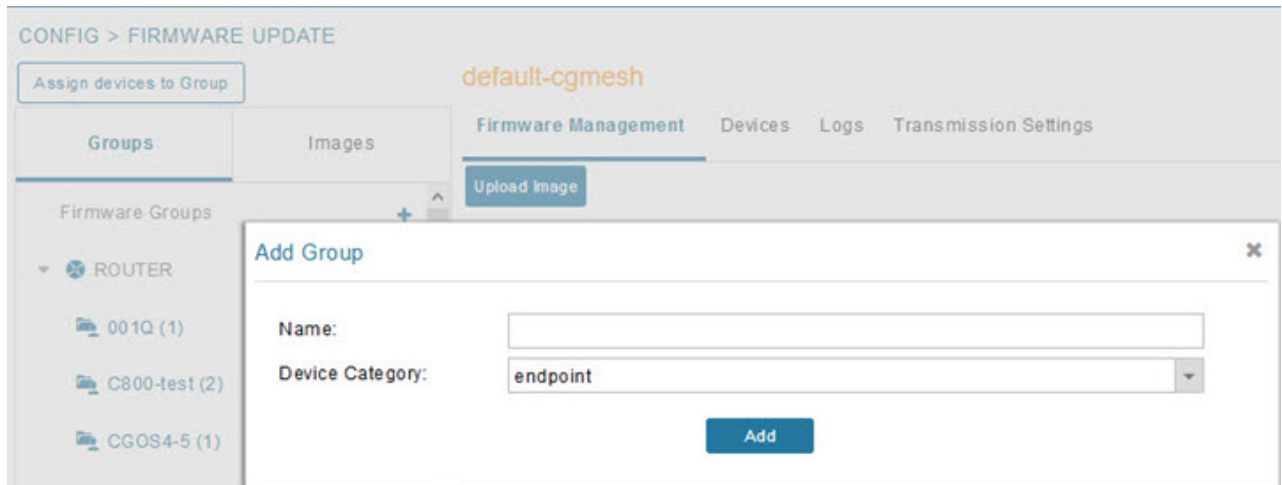 CONFIG > FIRMWARE UPDATE
Assign devices to Group
default-cgmesh
Groups
Images
Firmware Management
Devices
Logs
Transmission Settings
Upload Image
Firmware Groups
+
ROUTER
001Q (1)
C800-test (2)
CGOS4-5 (1)
Add Group
Name:
Device Category:
endpoint
Add